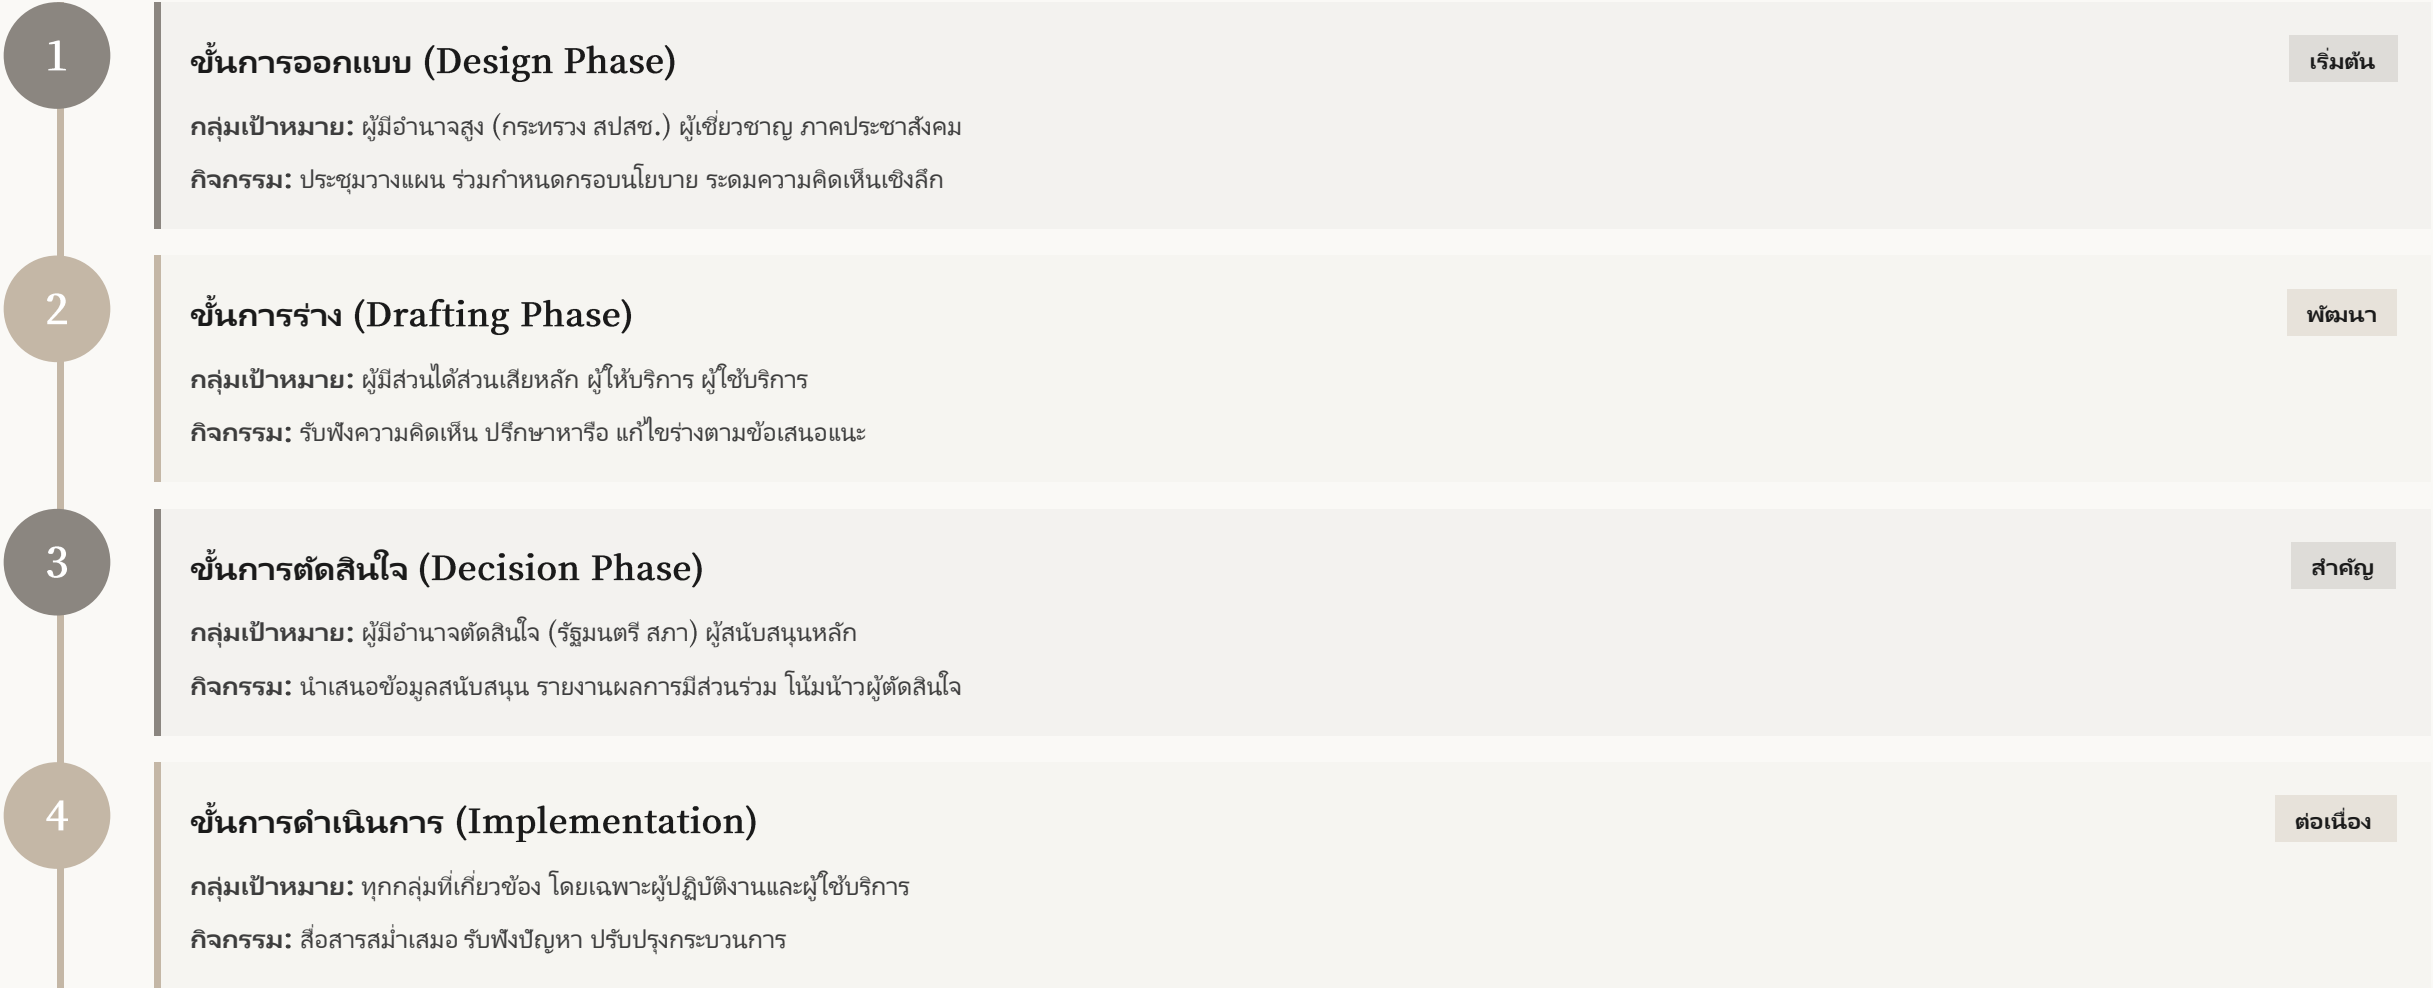 1
ขั้นการออกแบบ (Design Phase)
เริ่มต้น
กลุ่มเป้าหมาย: ผู้มีอำนาจสูง (กระทรวง สปสช.) ผู้เชี่ยวชาญ ภาคประชาสังคม
กิจกรรม: ประชุมวางแผน ร่วมกำหนดกรอบนโยบาย ระดมความคิดเห็นเชิงลึก
2
ขั้นการร่าง (Drafting Phase)
พัฒนา
กลุ่มเป้าหมาย: ผู้มีส่วนได้ส่วนเสียหลัก ผู้ให้บริการ ผู้ใช้บริการ
กิจกรรม: รับฟังความคิดเห็น ปรึกษาหารือ แก้ไขร่างตามข้อเสนอแนะ
3
ขั้นการตัดสินใจ (Decision Phase)
สำคัญ
กลุ่มเป้าหมาย: ผู้มีอำนาจตัดสินใจ (รัฐมนตรี สภา) ผู้สนับสนุนหลัก
กิจกรรม: นำเสนอข้อมูลสนับสนุน รายงานผลการมีส่วนร่วม โน้มน้าวผู้ตัดสินใจ
4
ขั้นการดำเนินการ (Implementation)
ต่อเนื่อง
กลุ่มเป้าหมาย: ทุกกลุ่มที่เกี่ยวข้อง โดยเฉพาะผู้ปฏิบัติงานและผู้ใช้บริการ
กิจกรรม: สื่อสารสม่ำเสมอ รับฟังปัญหา ปรับปรุงกระบวนการ